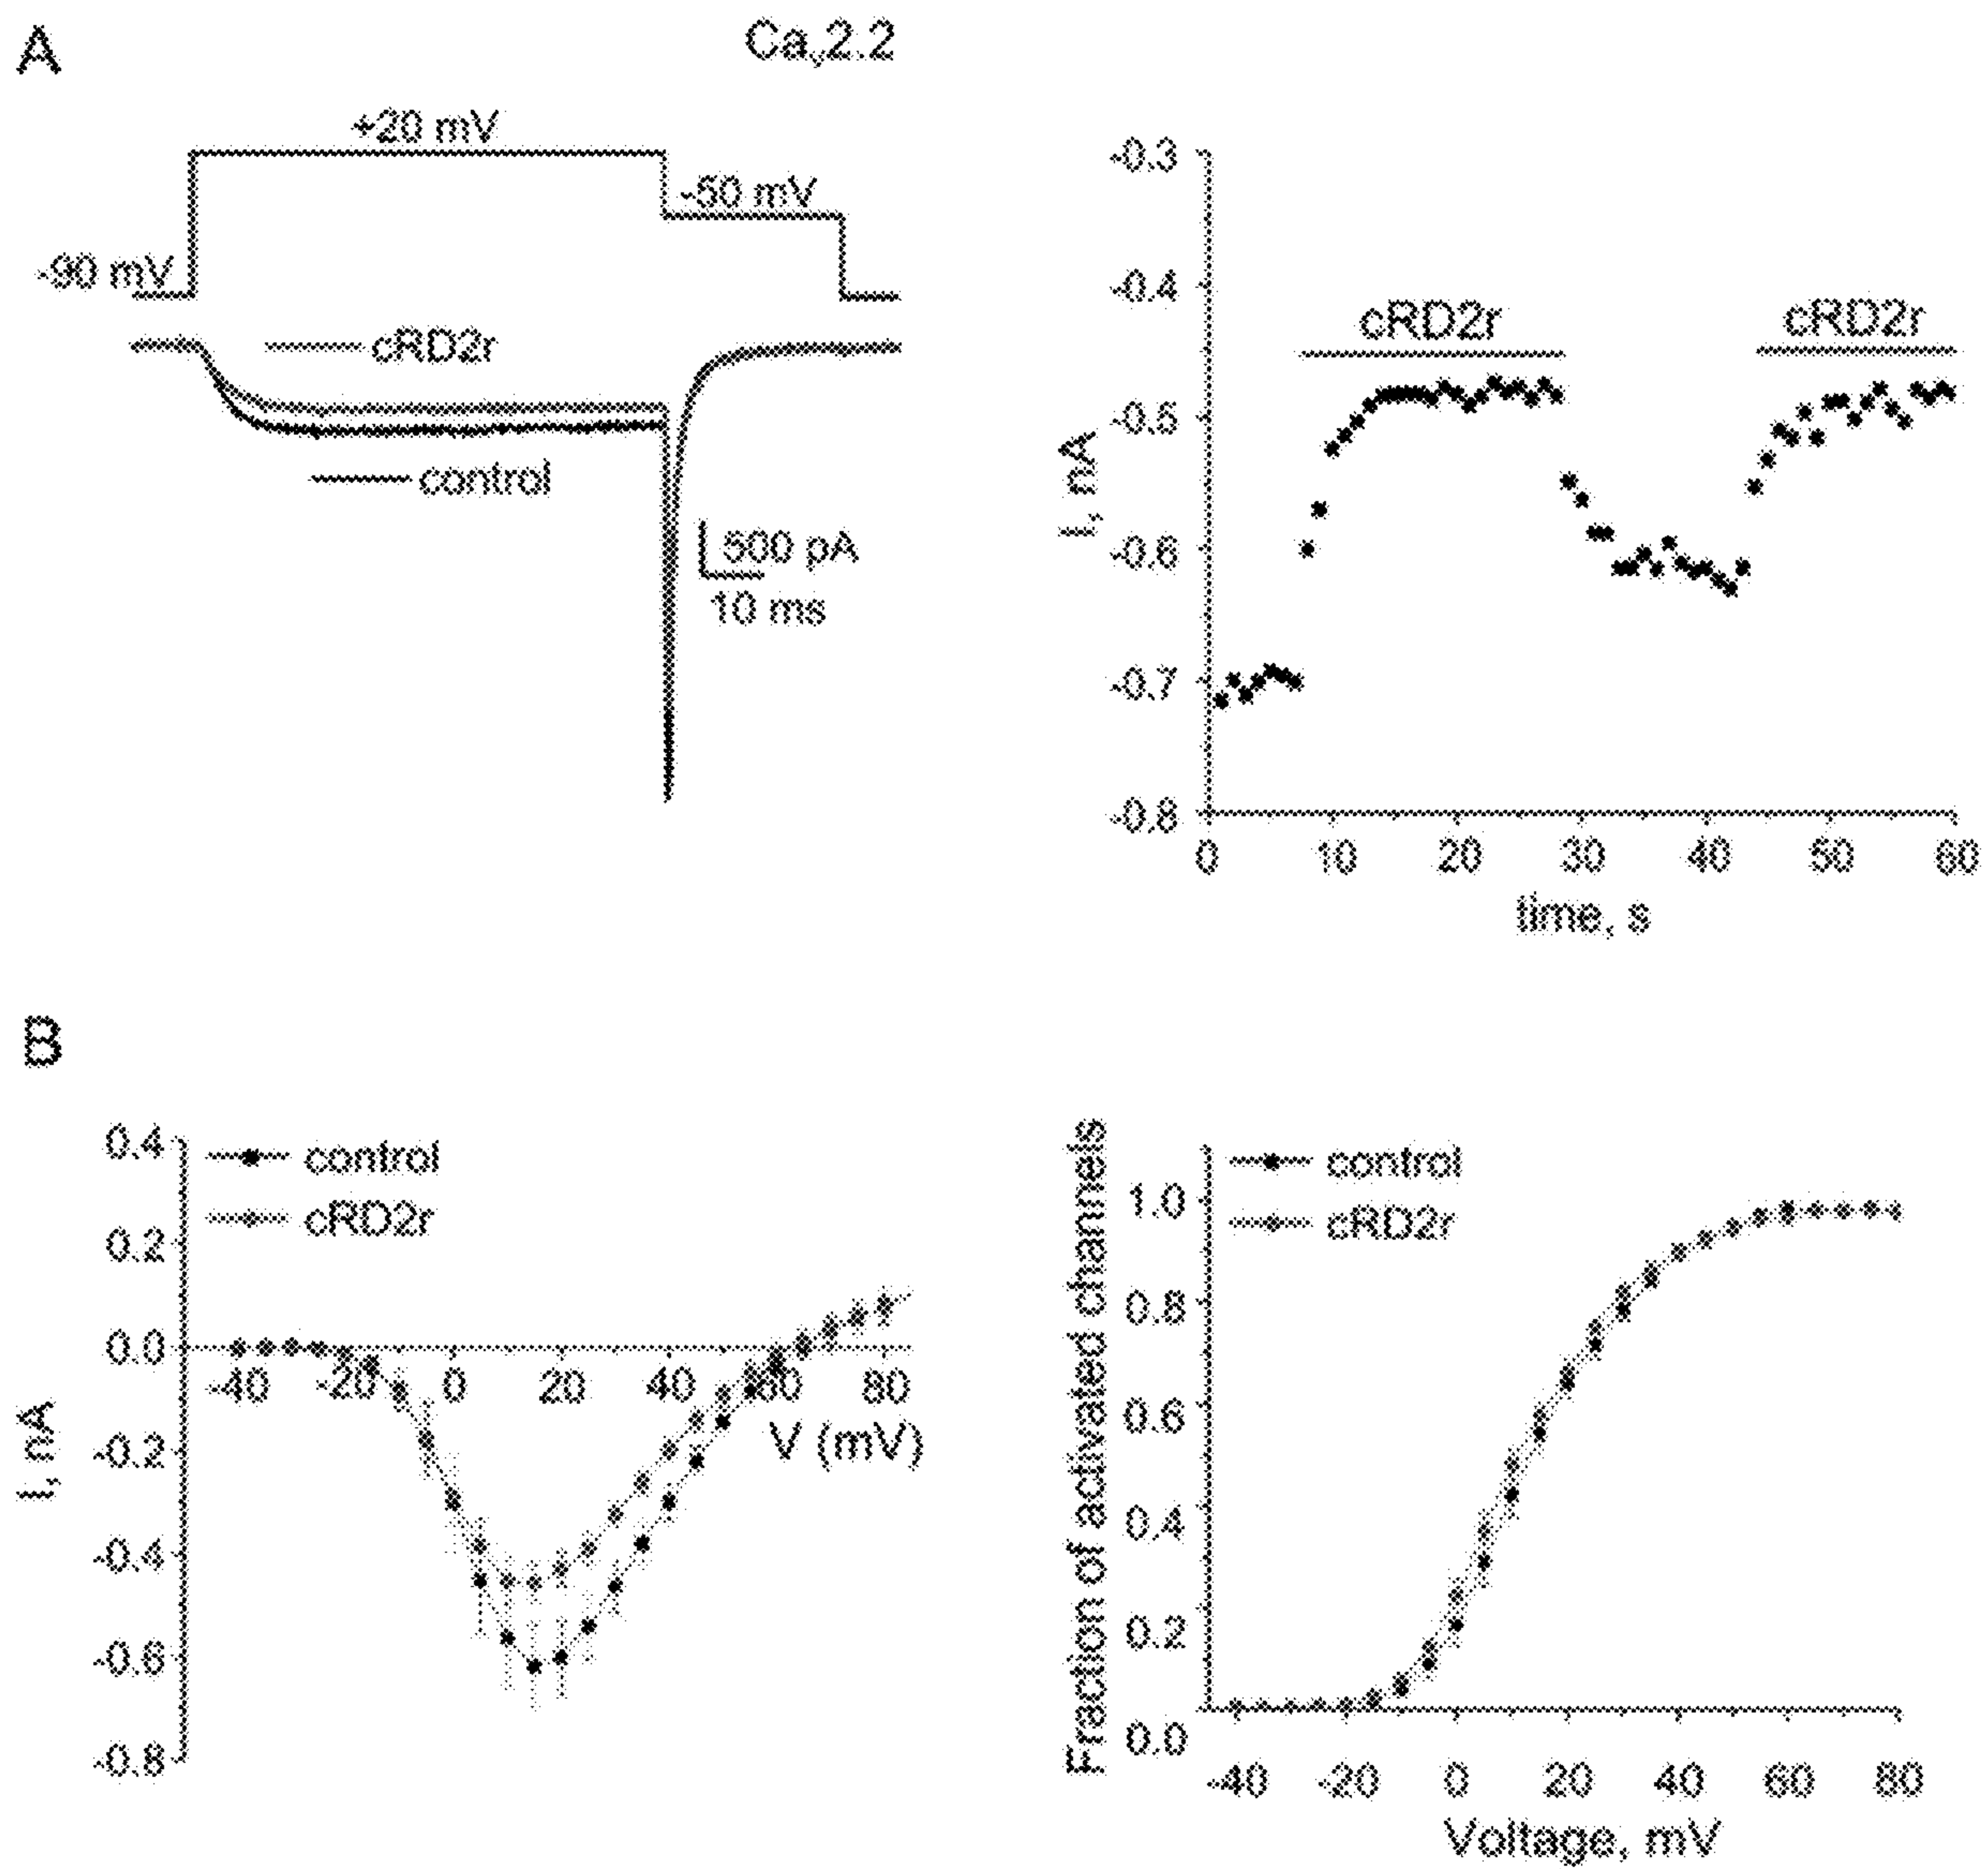 A
Ca_v2.2
+20 mV
-50 mV
-90 mV
cRD2r
control
500 pA
10 ms
-0.3
-0.4
-0.5
-0.6
-0.7
-0.8
I, nA
cRD2r
cRD2r
0 10 20 30 40 50 60
time, s
B
0.4
0.2
0.0
-0.2
-0.4
-0.6
-0.8
I, nA
control
cRD2r
-40 -20 0 20 40 60 80
V (mV)
Fraction of activated channels
1.0
0.8
0.6
0.4
0.2
0.0
control
cRD2r
-40 -20 0 20 40 60 80
Voltage, mV